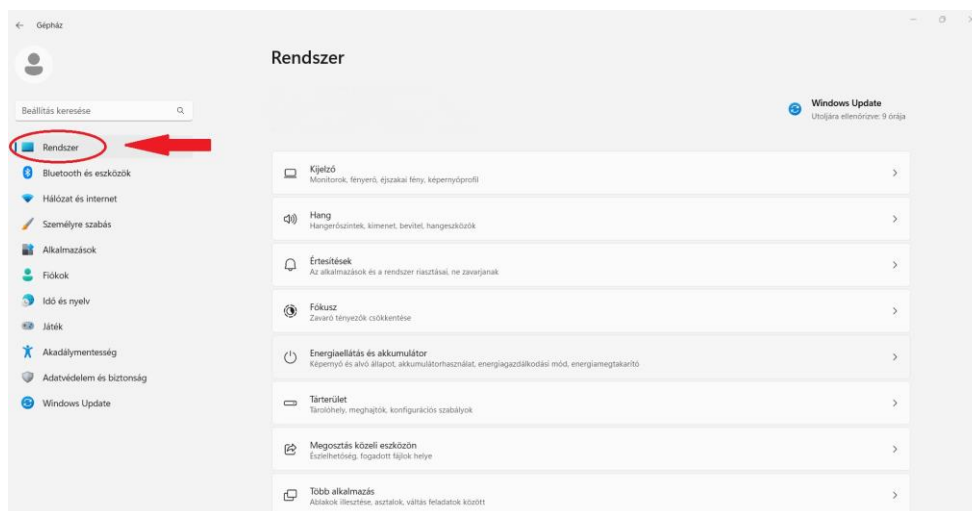 Gépház
Rendszer
Windows Update
Utoljára ellenőrizve: 9 órája
Beállítás keresése
Rendszer
Bluetooth és eszközök
Hálózat és internet
Személyre szabás
Alkalmazások
Fiókok
Idő és nyelv
Játék
Akadálymentesség
Adatvédelem és biztonság
Windows Update
Kijelző
Monitorok, fényerő, éjszakai fény, képernyőprofil
Hang
Hangerőszintek, kimenet, bevitel, hangeszközök
Értesítések
Az alkalmazások és a rendszer riasztásai, ne zavarjanak
Fókusz
Zavaró tényezők csökkentése
Energiaellátás és akkumulátor
Képernyő és alvó állapot, akkumulátorhasználat, energiagazdálkodási mód, energiamegtakarító
Tárterület
Tárolóhely, meghajtók, konfigurációs szabályok
Megosztás közeli eszközön
Észlelhetőség, fogadott fájlok helye
Több alkalmazás
Ablakok illesztése, asztalok, váltás feladatok között